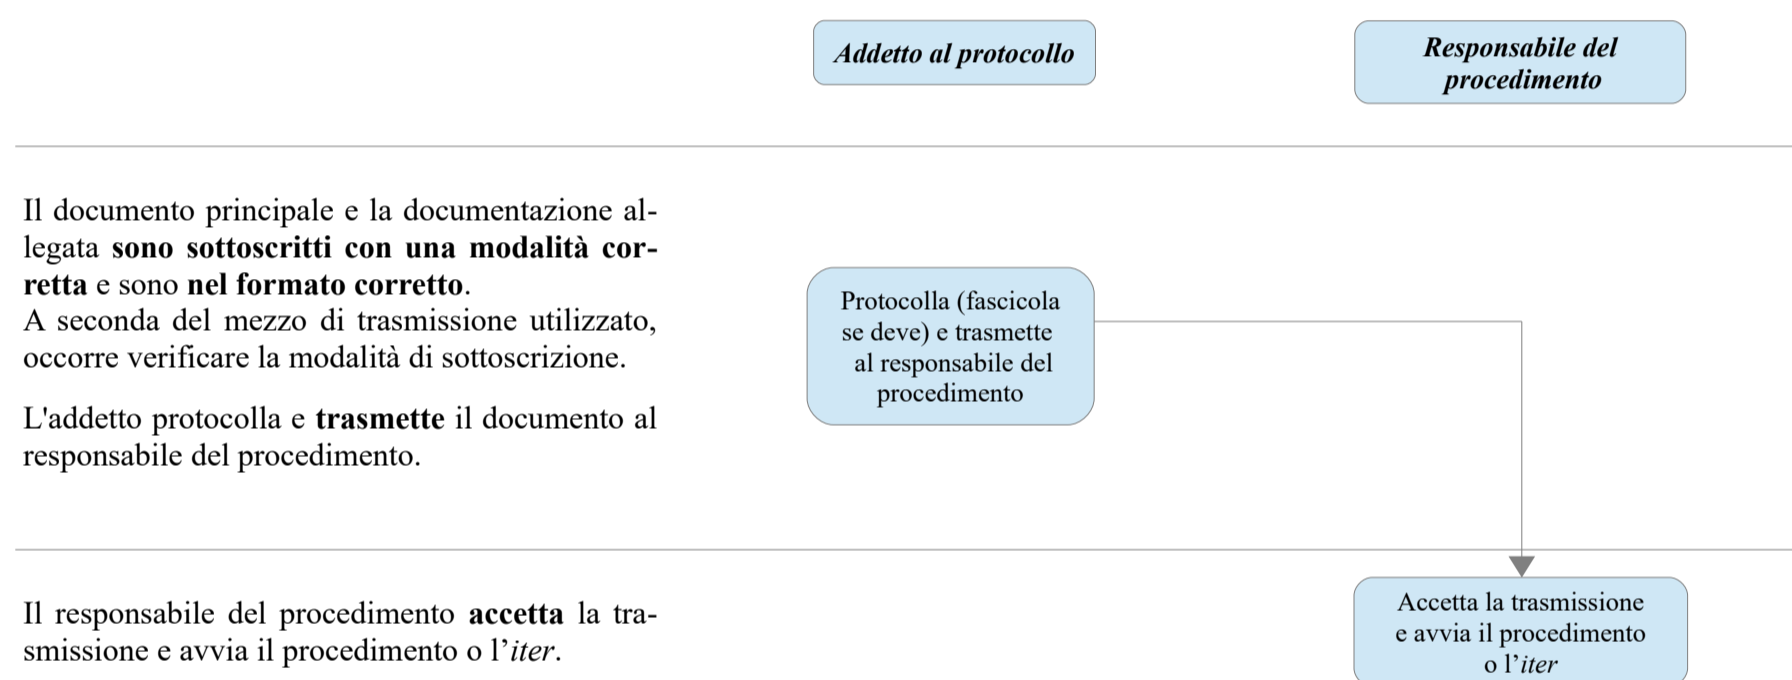 Addetto al protocollo
Responsabile del
procedimento
Il documento principale e la documentazione al-
legata sono sottoscritti con una modalità cor-
retta e sono nel formato corretto.
A seconda del mezzo di trasmissione utilizzato,
occorre verificare la modalità di sottoscrizione.
L'addetto protocolla e trasmette il documento al
responsabile del procedimento.
Protocolla (fascicola
se deve) e trasmette
al responsabile del
procedimento
Il responsabile del procedimento accetta la tra-
smissione e avvia il procedimento o l’iter.
Accetta la trasmissione
e avvia il procedimento
o l’iter